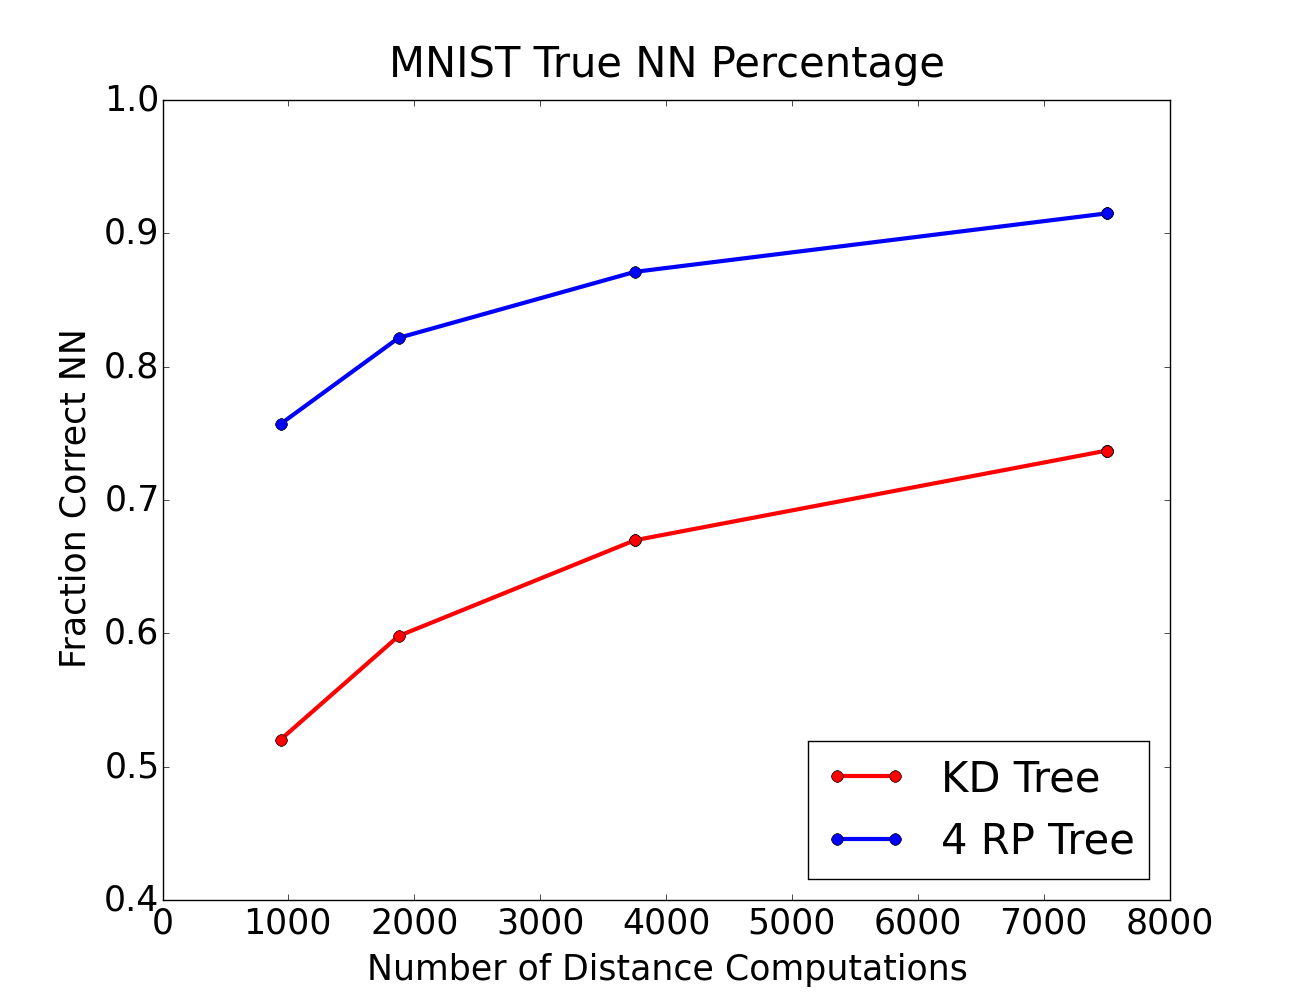 MNIST True NN Percentage
1.0
0.9
0.8
0.7
0.6
0.5
0.4
Fraction Correct NN
KD Tree
4 RP Tree
0 1000 2000 3000 4000 5000 6000 7000 8000
Number of Distance Computations